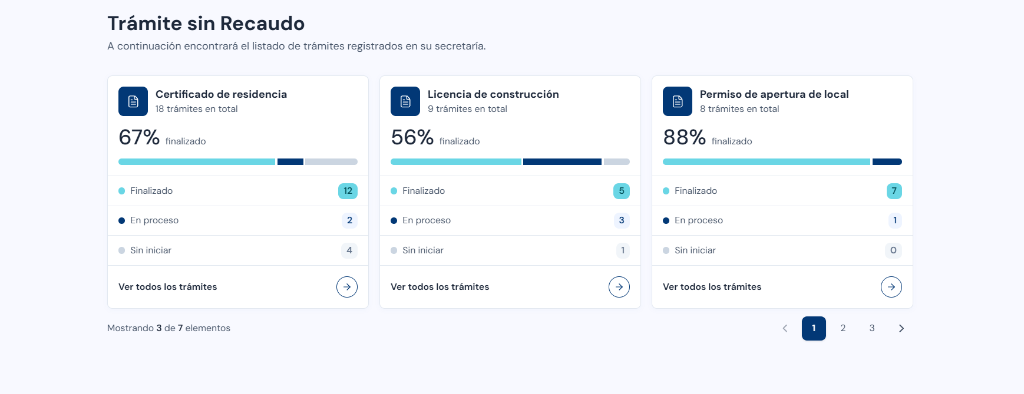 Trámite sin Recaudo
A continuación encontrará el listado de trámites registrados en su secretaría.
Certificado de residencia
18 trámites en total
67% finalizado
Finalizado 12
En proceso 2
Sin iniciar 4
Ver todos los trámites
Licencia de construcción
9 trámites en total
56% finalizado
Finalizado 5
En proceso 3
Sin iniciar 1
Ver todos los trámites
Permiso de apertura de local
8 trámites en total
88% finalizado
Finalizado 7
En proceso 1
Sin iniciar 0
Ver todos los trámites
Mostrando 3 de 7 elementos
1 2 3